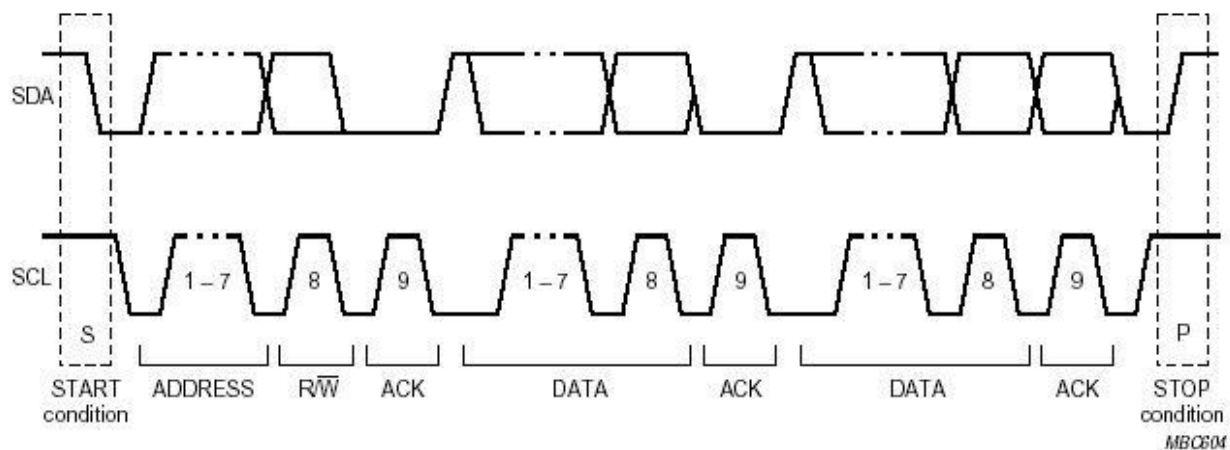 SDA
SCL
1 – 7
8
9
1 – 7
8
9
1 – 7
8
9
S
P
START
condition
ADDRESS
R/W̅
ACK
DATA
ACK
DATA
ACK
STOP
condition
MBC604